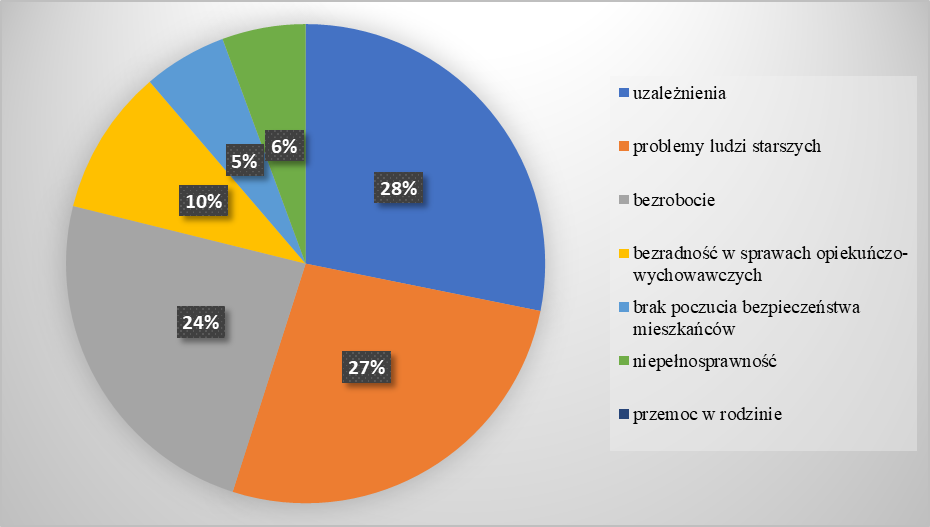 28%
27%
24%
10%
5%
6%
uzależnienia
problemy ludzi starszych
bezrobocie
bezradność w sprawach opiekuńczo-
wychowawczych
brak poczucia bezpieczeństwa
mieszkańców
niepełnosprawność
przemoc w rodzinie